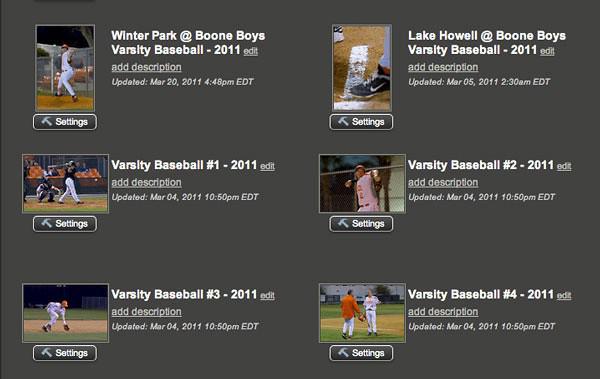 Winter Park @ Boone Boys
Varsity Baseball - 2011 edit
add description
Updated: Mar 20, 2011 4:48pm EDT
Settings
Lake Howell @ Boone Boys
Varsity Baseball - 2011 edit
add description
Updated: Mar 05, 2011 2:30am EDT
Settings
Varsity Baseball #1 - 2011 edit
add description
Updated: Mar 04, 2011 10:50pm EDT
Settings
Varsity Baseball #2 - 2011 edit
add description
Updated: Mar 04, 2011 10:50pm EDT
Settings
Varsity Baseball #3 - 2011 edit
add description
Updated: Mar 04, 2011 10:50pm EDT
Settings
Varsity Baseball #4 - 2011 edit
add description
Updated: Mar 04, 2011 10:50pm EDT
Settings